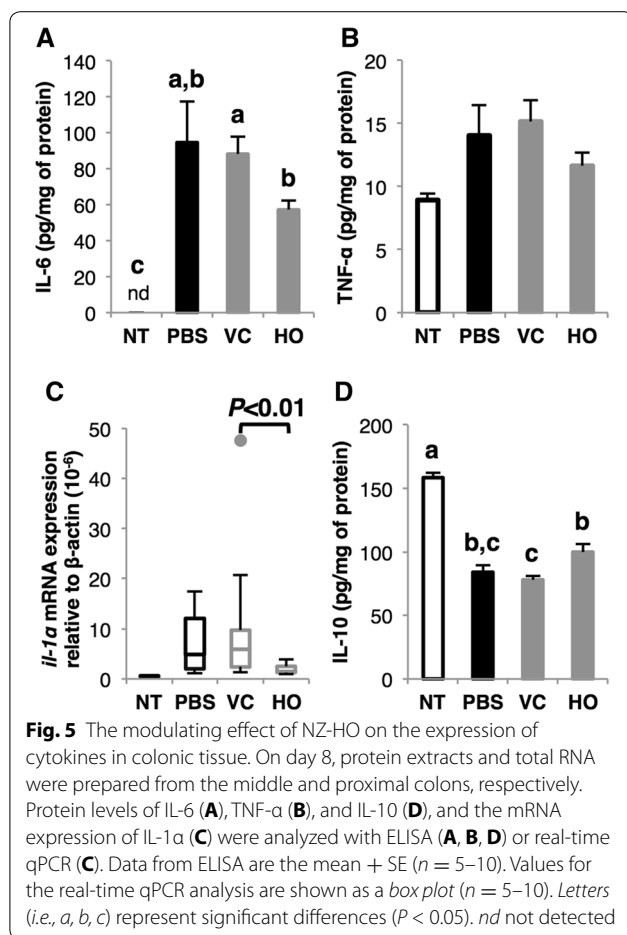 A
IL-6 (pg/mg of protein)
140
120
100
80
60
40
20
0
c
nd
a,b
a
b
NT PBS VC HO
B
TNF-α (pg/mg of protein)
20
15
10
5
0
NT PBS VC HO
C
il-1α mRNA expression
relative to β-actin (10-6)
50
40
30
20
10
0
P<0.01
NT PBS VC HO
D
IL-10 (pg/mg of protein)
200
150
100
50
0
a
b,c
c
b
NT PBS VC HO
Fig. 5 The modulating effect of NZ-HO on the expression of
cytokines in colonic tissue. On day 8, protein extracts and total RNA
were prepared from the middle and proximal colons, respectively.
Protein levels of IL-6 (A), TNF-α (B), and IL-10 (D), and the mRNA
expression of IL-1α (C) were analyzed with ELISA (A, B, D) or real-time
qPCR (C). Data from ELISA are the mean + SE (n = 5–10). Values for
the real-time qPCR analysis are shown as a box plot (n = 5–10). Letters
(i.e., a, b, c) represent significant differences (P < 0.05). nd not detected